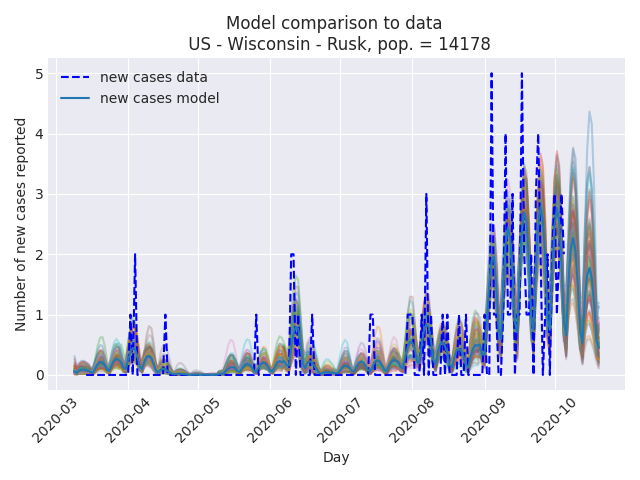 Model comparison to data
US - Wisconsin - Rusk, pop. = 14178
new cases data
new cases model
Number of new cases reported
5
4
3
2
1
0
2020-03
2020-04
2020-05
2020-06
2020-07
2020-08
2020-09
2020-10
Day